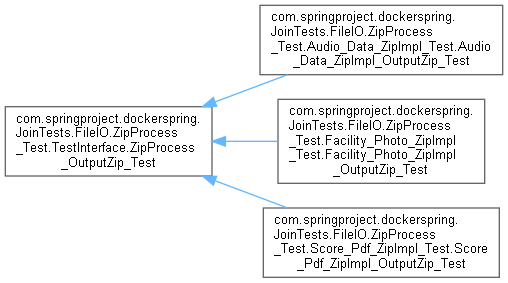 com.springproject.dockerspring.
JoinTests.FileIO.ZipProcess
_Test.TestInterface.ZipProcess
_OutputZip_Test
com.springproject.dockerspring.
JoinTests.FileIO.ZipProcess
_Test.Audio_Data_ZipImpl_Test.Audio
_Data_ZipImpl_OutputZip_Test
com.springproject.dockerspring.
JoinTests.FileIO.ZipProcess
_Test.Facility_Photo_ZipImpl
_Test.Facility_Photo_ZipImpl
_OutputZip_Test
com.springproject.dockerspring.
JoinTests.FileIO.ZipProcess
_Test.Score_Pdf_ZipImpl_Test.Score
_Pdf_ZipImpl_OutputZip_Test